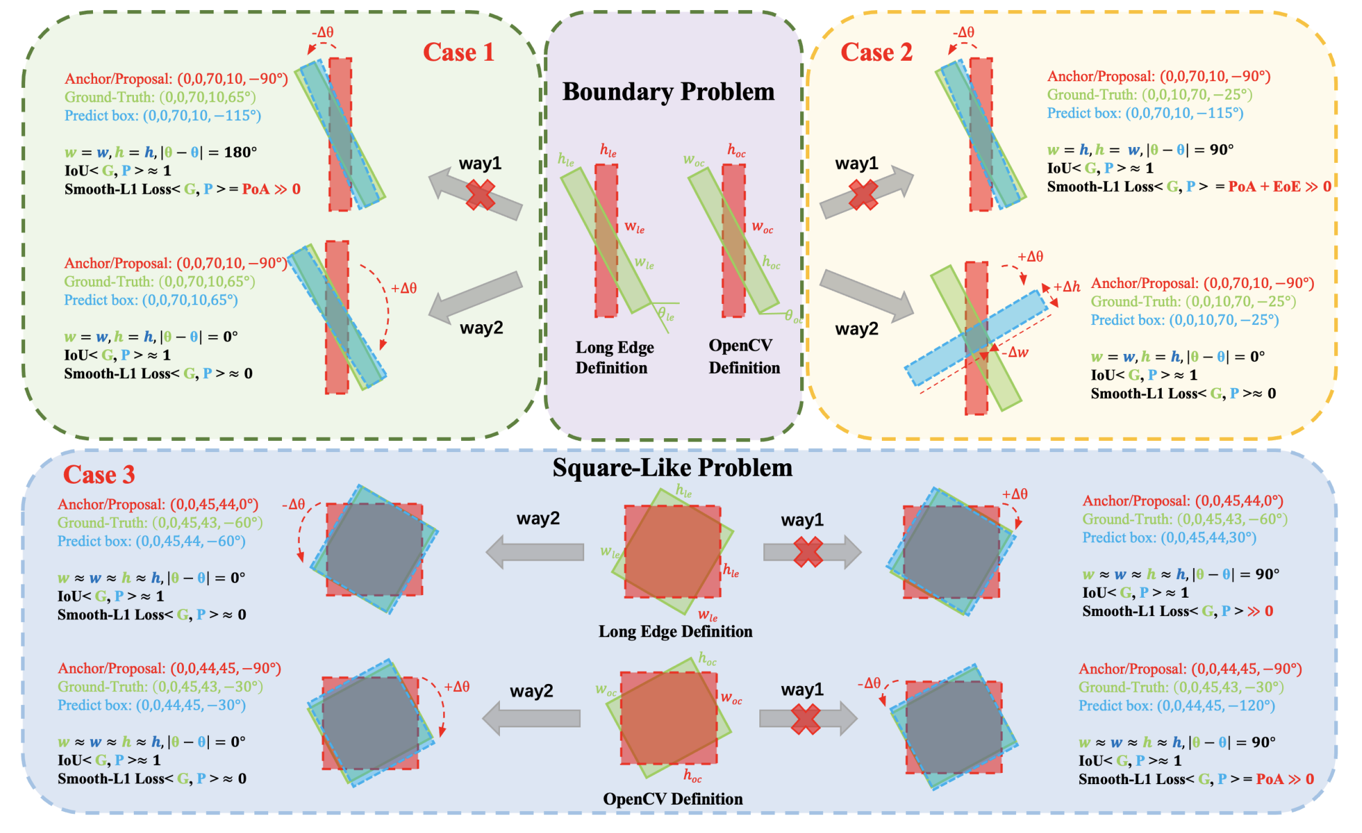 Case 1
-Δθ
Anchor/Proposal: (0,0,70,10,−90°)
Ground-Truth: (0,0,70,10,65°)
Predict box: (0,0,70,10,−115°)
w = w, h = h, |θ − θ| = 180°
IoU< G, P >≈ 1
Smooth-L1 Loss< G, P > = PoA ≫ 0
way1
Anchor/Proposal: (0,0,70,10,−90°)
Ground-Truth: (0,0,70,10,65°)
Predict box: (0,0,70,10,65°)
+Δθ
w = w, h = h, |θ − θ| = 0°
IoU< G, P >≈ 1
Smooth-L1 Loss< G, P >≈ 0
way2
Boundary Problem
h_le
h_le
w_le
w_le
θ_le
Long Edge
Definition
w_oc
h_oc
w_oc
h_oc
θ_oc
OpenCV
Definition
Case 2
-Δθ
Anchor/Proposal: (0,0,70,10,−90°)
Ground-Truth: (0,0,10,70,−25°)
Predict box: (0,0,70,10,−115°)
w = h, h = w, |θ − θ| = 90°
IoU< G, P >≈ 1
Smooth-L1 Loss< G, P > = PoA + EoE ≫ 0
way1
+Δθ
+Δh
-Δw
Anchor/Proposal: (0,0,70,10,−90°)
Ground-Truth: (0,0,10,70,−25°)
Predict box: (0,0,10,70,−25°)
w = w, h = h, |θ − θ| = 0°
IoU< G, P >≈ 1
Smooth-L1 Loss< G, P >≈ 0
way2
Case 3
Square-Like Problem
Anchor/Proposal: (0,0,45,44,0°)
Ground-Truth: (0,0,45,43,−60°)
Predict box: (0,0,45,44,−60°)
w ≈ w ≈ h ≈ h, |θ − θ| = 0°
IoU< G, P >≈ 1
Smooth-L1 Loss< G, P >≈ 0
-Δθ
way2
h_le
w_le
h_le
w_le
Long Edge Definition
way1
+Δθ
Anchor/Proposal: (0,0,45,44,0°)
Ground-Truth: (0,0,45,43,−60°)
Predict box: (0,0,45,44,30°)
w ≈ w ≈ h ≈ h, |θ − θ| = 90°
IoU< G, P >≈ 1
Smooth-L1 Loss< G, P > ≫ 0
Anchor/Proposal: (0,0,44,45,−90°)
Ground-Truth: (0,0,45,43,−30°)
Predict box: (0,0,44,45,−30°)
w ≈ w ≈ h ≈ h, |θ − θ| = 0°
IoU< G, P >≈ 1
Smooth-L1 Loss< G, P >≈ 0
+Δθ
way2
h_oc
w_oc
w_oc
h_oc
OpenCV Definition
way1
-Δθ
Anchor/Proposal: (0,0,44,45,−90°)
Ground-Truth: (0,0,45,43,−30°)
Predict box: (0,0,44,45,−120°)
w ≈ w ≈ h ≈ h, |θ − θ| = 90°
IoU< G, P >≈ 1
Smooth-L1 Loss< G, P >= PoA ≫ 0